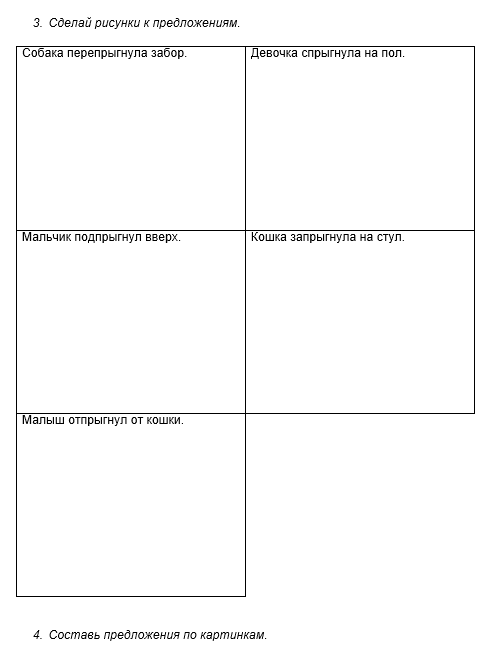 3. Сделай рисунки к предложениям.
Собака перепрыгнула забор.
Девочка спрыгнула на пол.
Мальчик подпрыгнул вверх.
Кошка запрыгнула на стул.
Малыш отпрыгнул от кошки.
4. Составь предложения по картинкам.